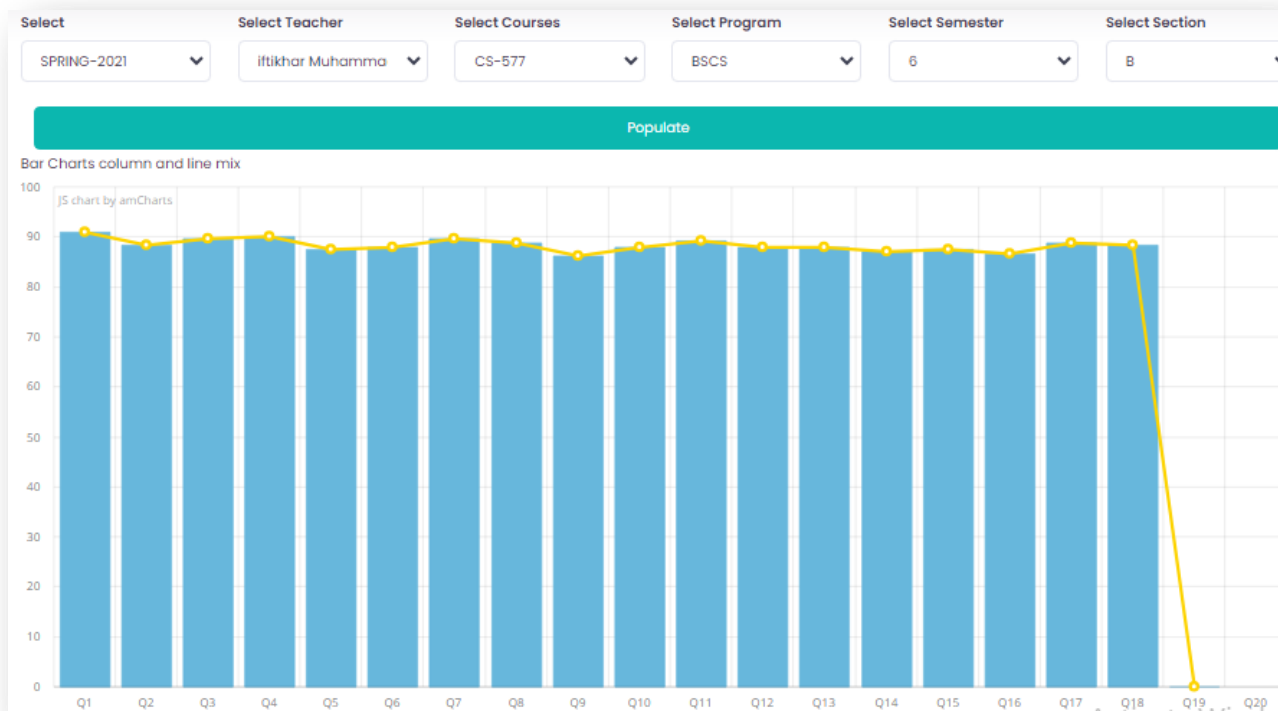 Select Select Teacher Select Courses Select Program Select Semester Select Section
SPRING-2021 iftikhar Muhamma CS-577 BSCS 6 B
Populate
Bar Charts column and line mix
100
JS chart by amCharts
90
80
70
60
50
40
30
20
10
0
Q1 Q2 Q3 Q4 Q5 Q6 Q7 Q8 Q9 Q10 Q11 Q12 Q13 Q14 Q15 Q16 Q17 Q18 Q19 Q20